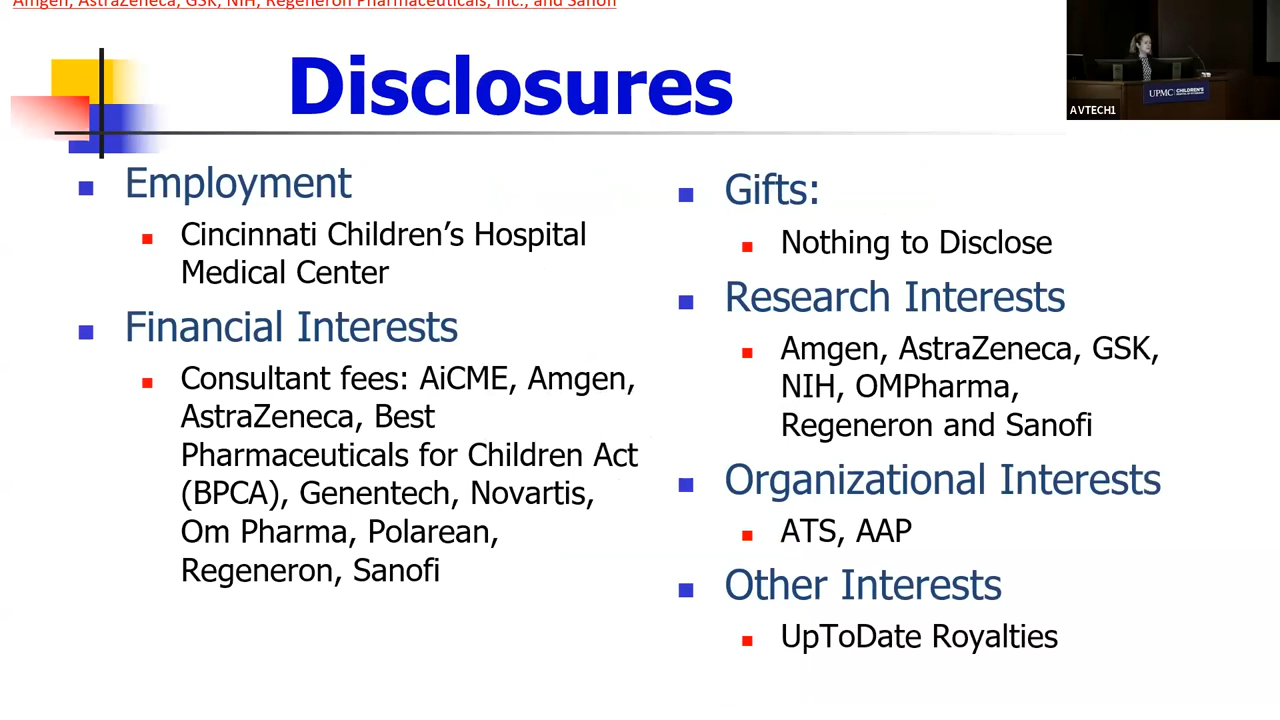 Amgen, AstraZeneca, GSK, NIH, Regeneron Pharmaceuticals, Inc., and Sanofi
Disclosures
Employment
Cincinnati Children’s Hospital
Medical Center
Financial Interests
Consultant fees: AiCME, Amgen,
AstraZeneca, Best
Pharmaceuticals for Children Act
(BPCA), Genentech, Novartis,
Om Pharma, Polarean,
Regeneron, Sanofi
Gifts:
Nothing to Disclose
Research Interests
Amgen, AstraZeneca, GSK,
NIH, OMPharma,
Regeneron and Sanofi
Organizational Interests
ATS, AAP
Other Interests
UpToDate Royalties
UPMC CHILDREN'S
AVTECH1